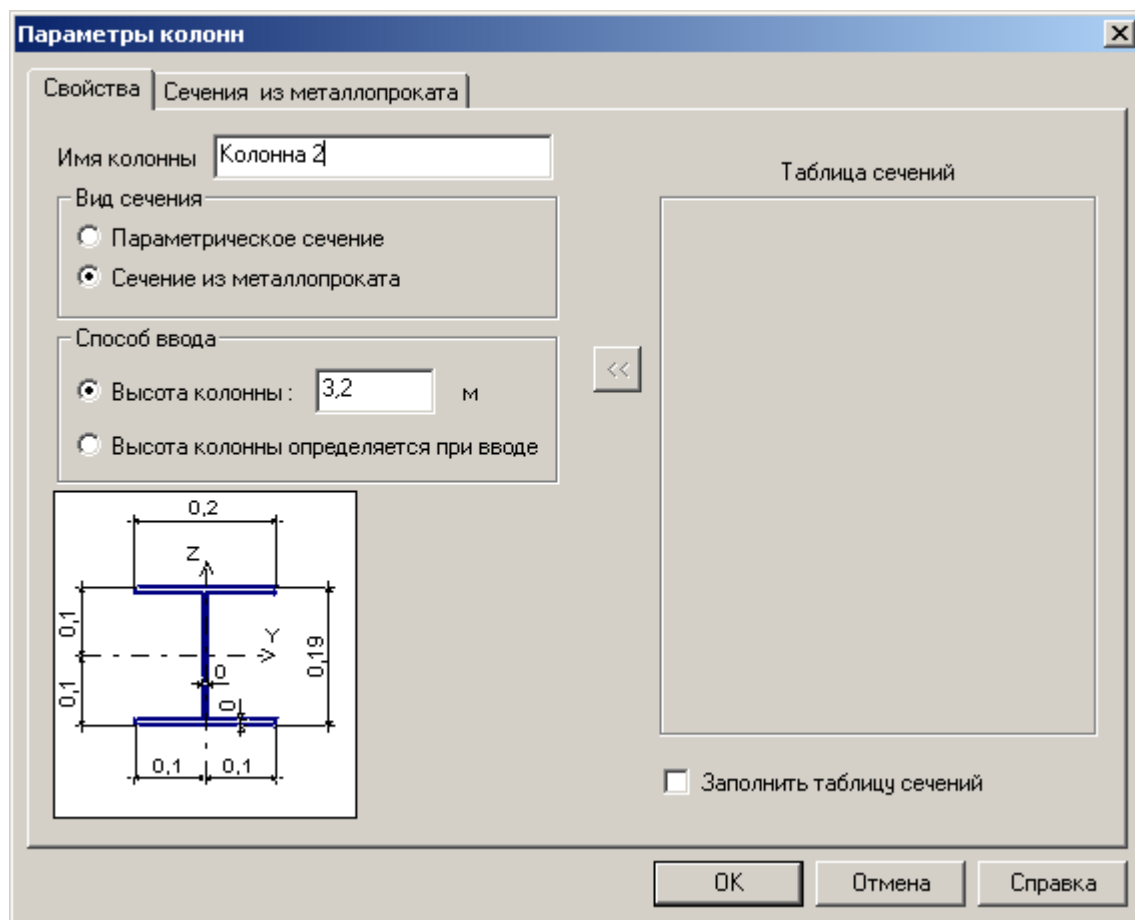 Параметры колонн
Свойства
Сечения из металлопроката
Имя колонны Колонна 2
Вид сечения
Параметрическое сечение
Сечение из металлопроката
Способ ввода
Высота колонны : 3,2 м
Высота колонны определяется при вводе
<<
Таблица сечений
0,2
Z
0,1
Y
0,19
0
0,1
0
0,1
0,1
Заполнить таблицу сечений
OK
Отмена
Справка